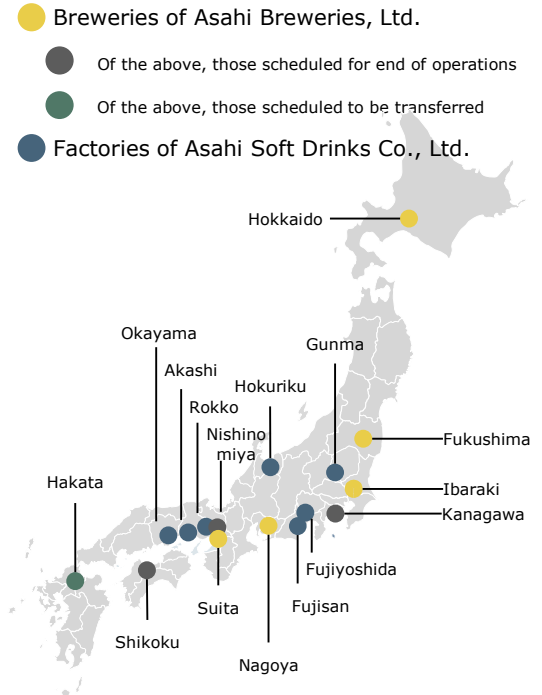 Breweries of Asahi Breweries, Ltd.
Of the above, those scheduled for end of operations
Of the above, those scheduled to be transferred
Factories of Asahi Soft Drinks Co., Ltd.
Hokkaido
Okayama
Gunma
Akashi
Hokuriku
Rokko
Nishino
miya
Fukushima
Hakata
Ibaraki
Kanagawa
Fujiyoshida
Suita
Fujisan
Shikoku
Nagoya